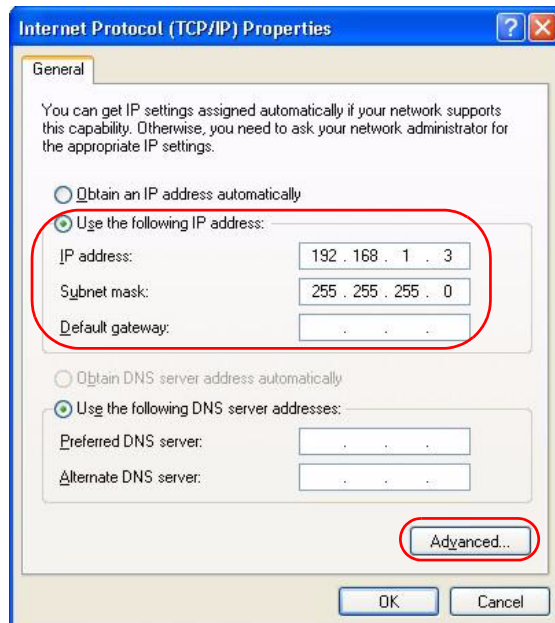 Internet Protocol (TCP/IP) Properties
General
You can get IP settings assigned automatically if your network supports
this capability. Otherwise, you need to ask your network administrator for
the appropriate IP settings.
Obtain an IP address automatically
Use the following IP address:
IP address: 192 . 168 . 1 . 3
Subnet mask: 255 . 255 . 255 . 0
Default gateway: . . .
Obtain DNS server address automatically
Use the following DNS server addresses:
Preferred DNS server: . . .
Alternate DNS server: . . .
Advanced...
OK Cancel